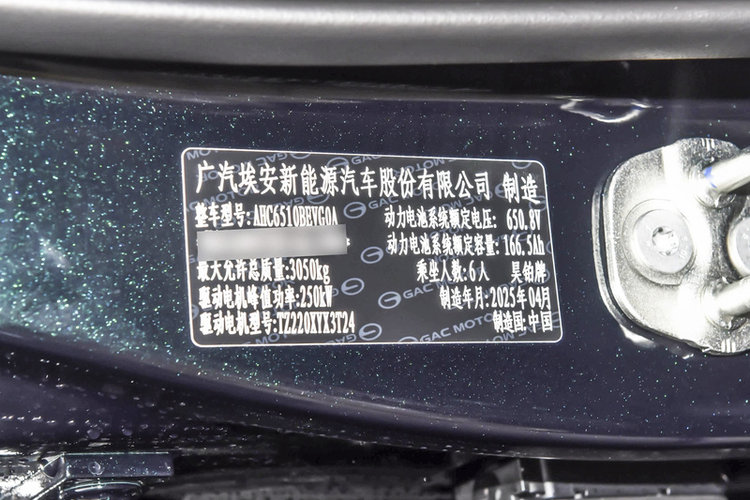 广汽埃安新能源汽车股份有限公司 制造
整车型号:AHC6510BEVG0A 动力电池系统额定电压: 650.8V
动力电池系统额定容量:166.5Ah
最大允许总质量:3050kg 乘坐人数:6人 昊铂牌
驱动电机峰值功率:250kW 制造年月:2025年04月
驱动电机型号:TZ220XYX3T24 制造国:中国
GAC MOTOR